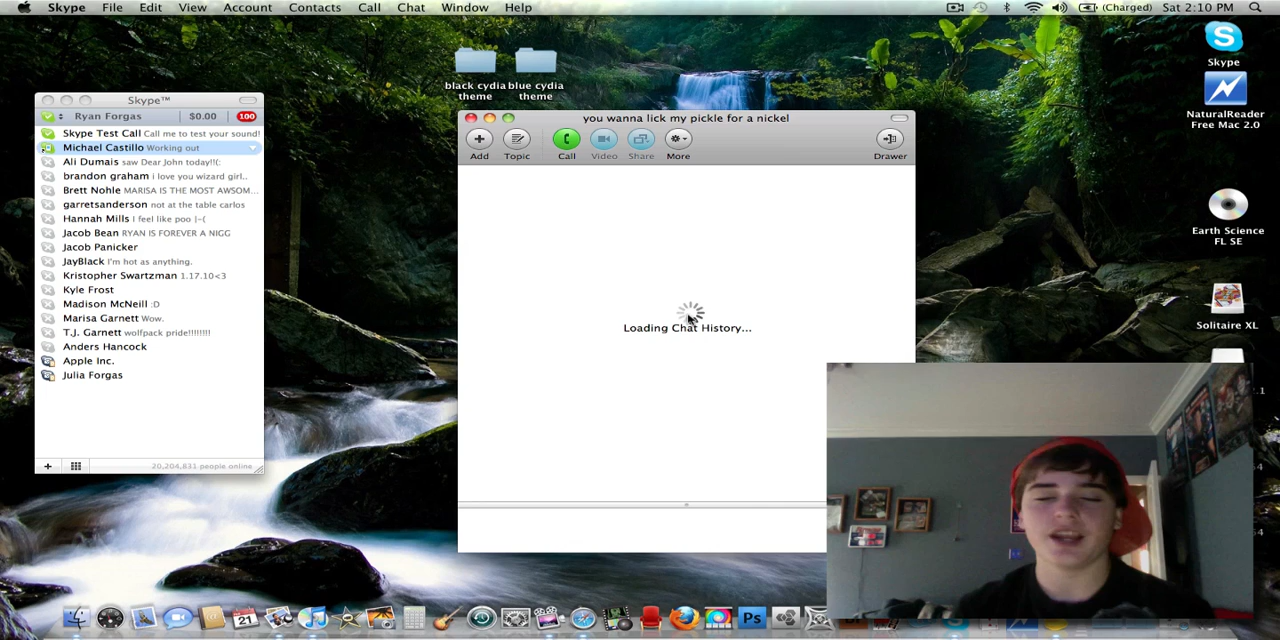 Skype File Edit View Account Contacts Call Chat Window Help
(Charged) Sat 2:10 PM
black cydia theme
blue cydia theme
Skype
NaturalReader
Free Mac 2.0
Earth Science
FL SE
Solitaire XL
Skype™
Ryan Forgas $0.00 100
Skype Test Call Call me to test your sound!
Michael Castillo Working out
Ali Dumais saw Dear John today!!(:
brandon graham i love you wizard girl..
Brett Nohle MARISA IS THE MOST AWSOM...
garretsanderson not at the table carlos
Hannah Mills I feel like poo |-(
Jacob Bean RYAN IS FOREVER A NIGG
Jacob Panicker
JayBlack I'm hot as anything.
Kristopher Swartzman 1.17.10<3
Kyle Frost
Madison McNeill :D
Marisa Garnett Wow.
T.J. Garnett wolfpack pride!!!!!!!!
Anders Hancock
Apple Inc.
Julia Forgas
20,204,831 people online
you wanna lick my pickle for a nickel
Add Topic Call Video Share More Drawer
Loading Chat History...
21
Ps